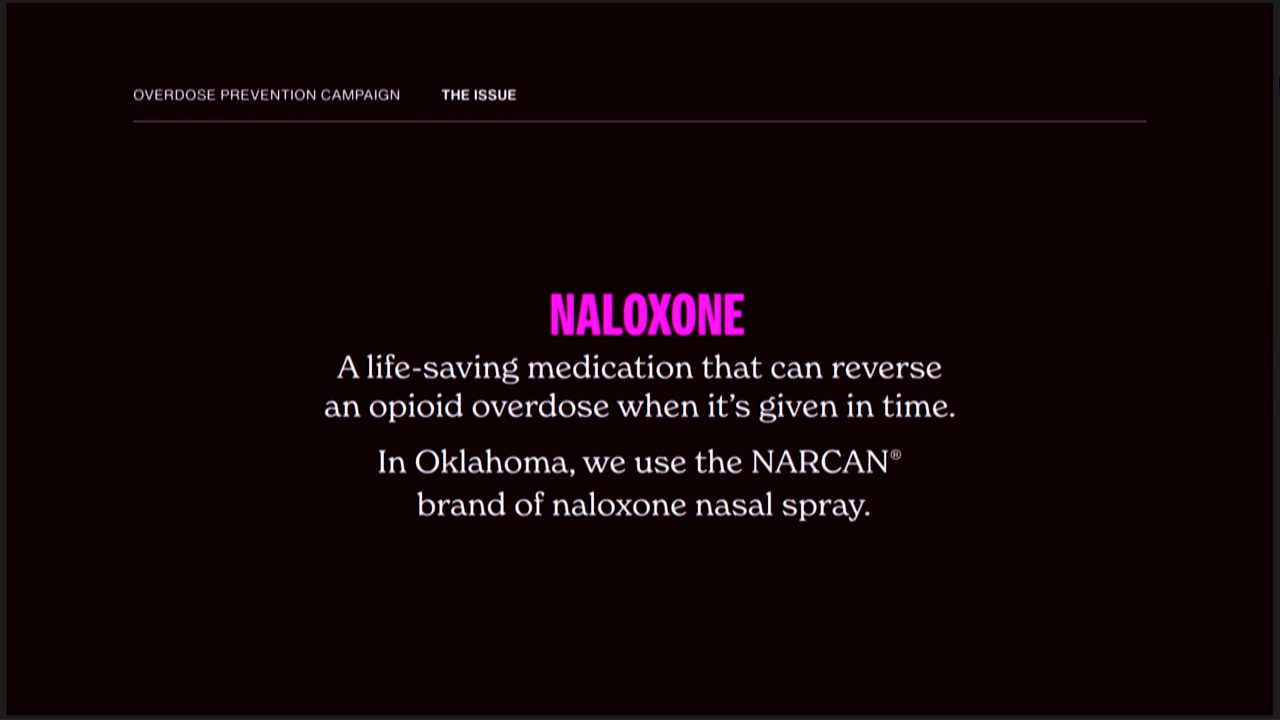 OVERDOSE PREVENTION CAMPAIGN THE ISSUE
NALOXONE
A life-saving medication that can reverse
an opioid overdose when it’s given in time.
In Oklahoma, we use the NARCAN®
brand of naloxone nasal spray.